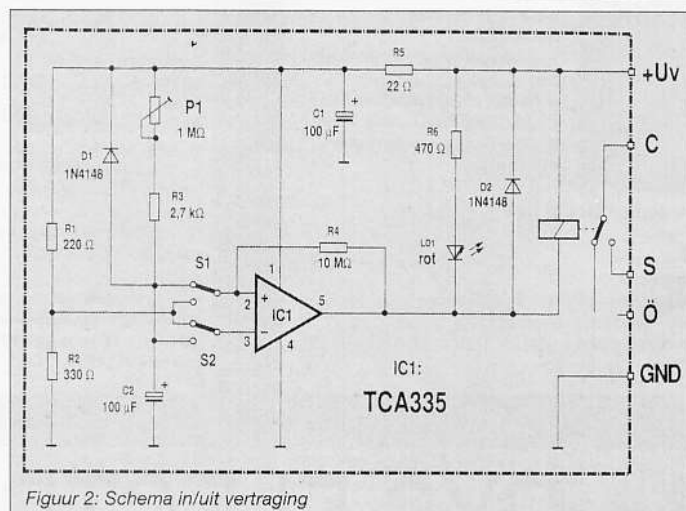 R5
22 Ω
+Uv
P1
1 MΩ
C1
100 µF
+
R6
470 Ω
C
D1
1N4148
D2
1N4148
R3
2,7 kΩ
R1
220 Ω
R4
10 MΩ
LD1
rot
S1
1
S
2
+
iC1
5
Ö
3
−
4
S2
R2
330 Ω
iC1:
GND
C2
100 µF
+
TCA335
Figuur 2: Schema in/uit vertraging